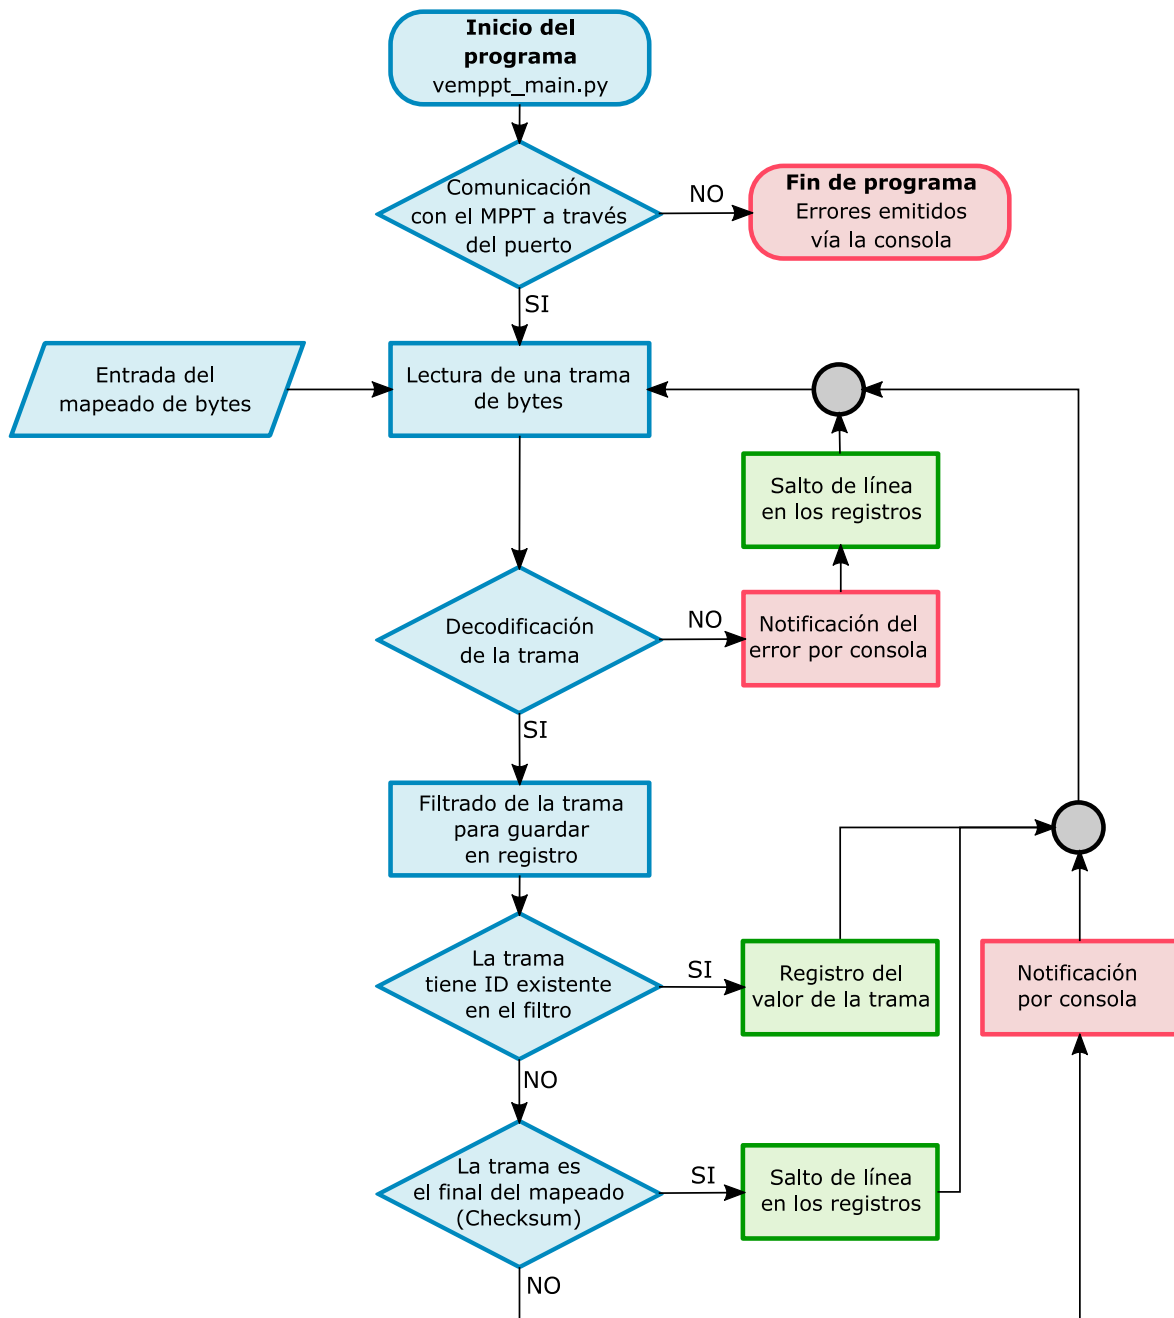 Inicio del
programa
vemppt_main.py
Comunicación
con el MPPT a través
del puerto
NO
Fin de programa
Errores emitidos
vía la consola
SI
Entrada del
mapeado de bytes
Lectura de una trama
de bytes
Salto de línea
en los registros
Decodificación
de la trama
NO
Notificación del
error por consola
SI
Filtrado de la trama
para guardar
en registro
La trama
tiene ID existente
en el filtro
SI
Registro del
valor de la trama
Notificación
por consola
NO
La trama es
el final del mapeado
(Checksum)
SI
Salto de línea
en los registros
NO